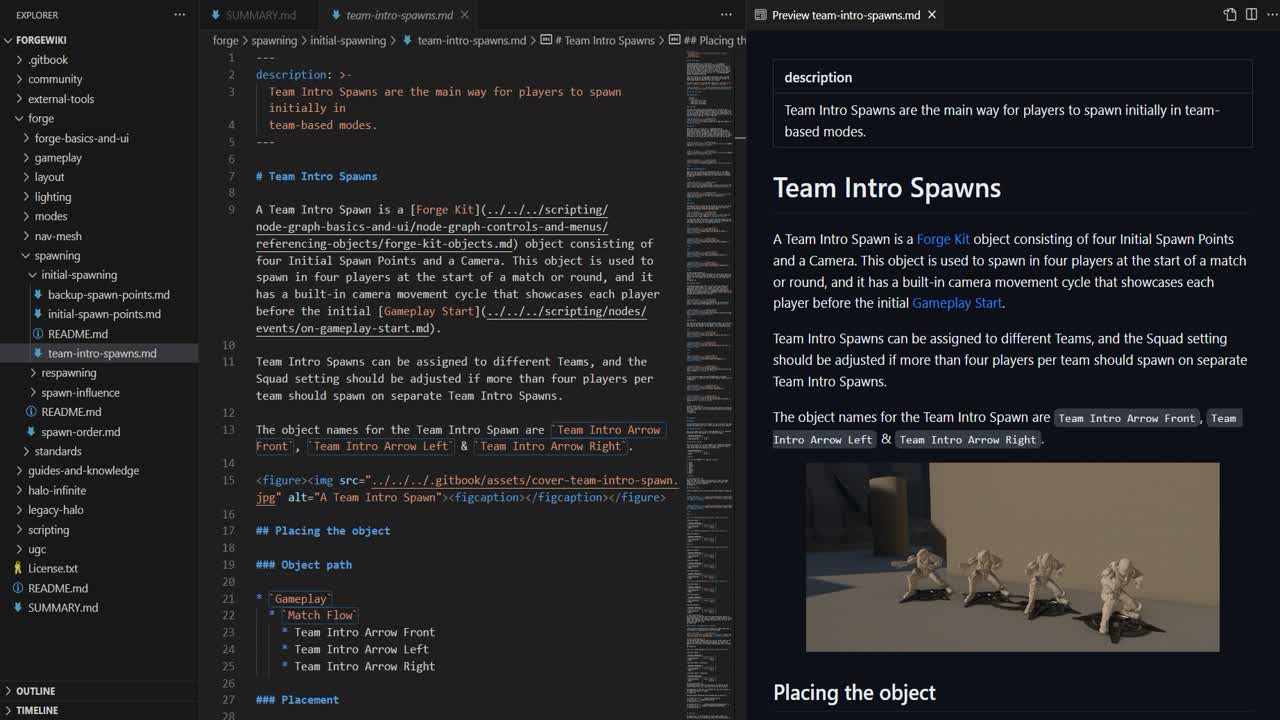 EXPLORER
FORGEWIKI
.gitbook
community
external-tools
forge
forge-basics-and-ui
gameplay
layout
lighting
modes
nav-mesh
spawning
initial-spawning
backup-spawn-points.md
initial-spawn-points.md
README.md
team-intro-spawns.md
respawning
spawn-influence
README.md
spawn-order.md
standards
guides-and-knowledge
halo-infinite
legacy-halo
scripting
ugc
License.txt
README.md
SUMMARY.md
OUTLINE
TIMELINE
SUMMARY.md
team-intro-spawns.md
forge > spawning > initial-spawning > team-intro-spawns.md > # Team Intro Spawns > ## Placing th
1 ---
2 description: >-
3 Team Intro Spawns are the main way for players to spawn
initially in
4 team-based modes.
5 ---
6
7 # Team Intro Spawns
8
9 Team Intro Spawn is a [Forge Kit](../../../scripting/
node-graph-basics-and-ui/node-graph-controls-and-menus/
referencing-objects/forge-kit-objects.md) object consisting of
four Initial Spawn Points and a Camera. This object is used to
in four players at the start of a match or round, and it
built-in camera movement cycle that showcases each player
before the initial [Gameplay Start](../../../scripting/nodes/
/on-gameplay-start.md).
10
11 Intro Spawns can be assigned to different Teams, and the
setting should be adjusted if more than four players per
should spawn on separate Team Intro Spawns.
12
13 The object names for the Team Intro Spawn are `Team Intro Arrow
, `Team Intro Arrow Left` & `Team Intro Arrow Right`.
14
15 <figure><img src="../../../.gitbook/assets/cover-team-intro-spawn.
jpg" alt="A Team Intro Spawn"><figcaption></figcaption></figure>
16
17 ## Placing the object
18
19 ### Object path
20
21 * `Gameplay`
22 * `Match Flow`
23 * Team Intro Arrow Front
24 * Team Intro Arrow Left
25 * Team Intro Arrow Right
26
27 ### Placement
28
Preview team-intro-spawns.md
description
Team Intro Spawns are the main way for players to spawn initially in team-
based modes.
Team Intro Spawns
Team Intro Spawn is a Forge Kit object consisting of four Initial Spawn Points
and a Camera. This object is used to spawn in four players at the start of a match
or round, and it has a built-in camera movement cycle that showcases each
player before the initial Gameplay Start.
Team Intro Spawns can be assigned to different Teams, and the Squad setting
should be adjusted if more than four players per team should spawn on separate
Team Intro Spawns.
The object names for the Team Intro Spawn are Team Intro Arrow Front, Team
Intro Arrow Left & Team Intro Arrow Right.
Placing the object